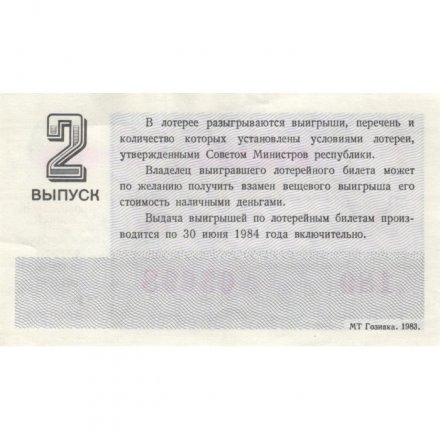 2
ВЫПУСК
В лотерее разыгрываются выигрыши, перечень и
количество которых установлены условиями лотереи,
утвержденными Советом Министров республики.
Владелец выигравшего лотерейного билета может
по желанию получить взамен вещевого выигрыша его
стоимость наличными деньгами.
Выдача выигрышей по лотерейным билетам произ-
водится по 30 июня 1984 года включительно.
МТ Гознака. 1983.